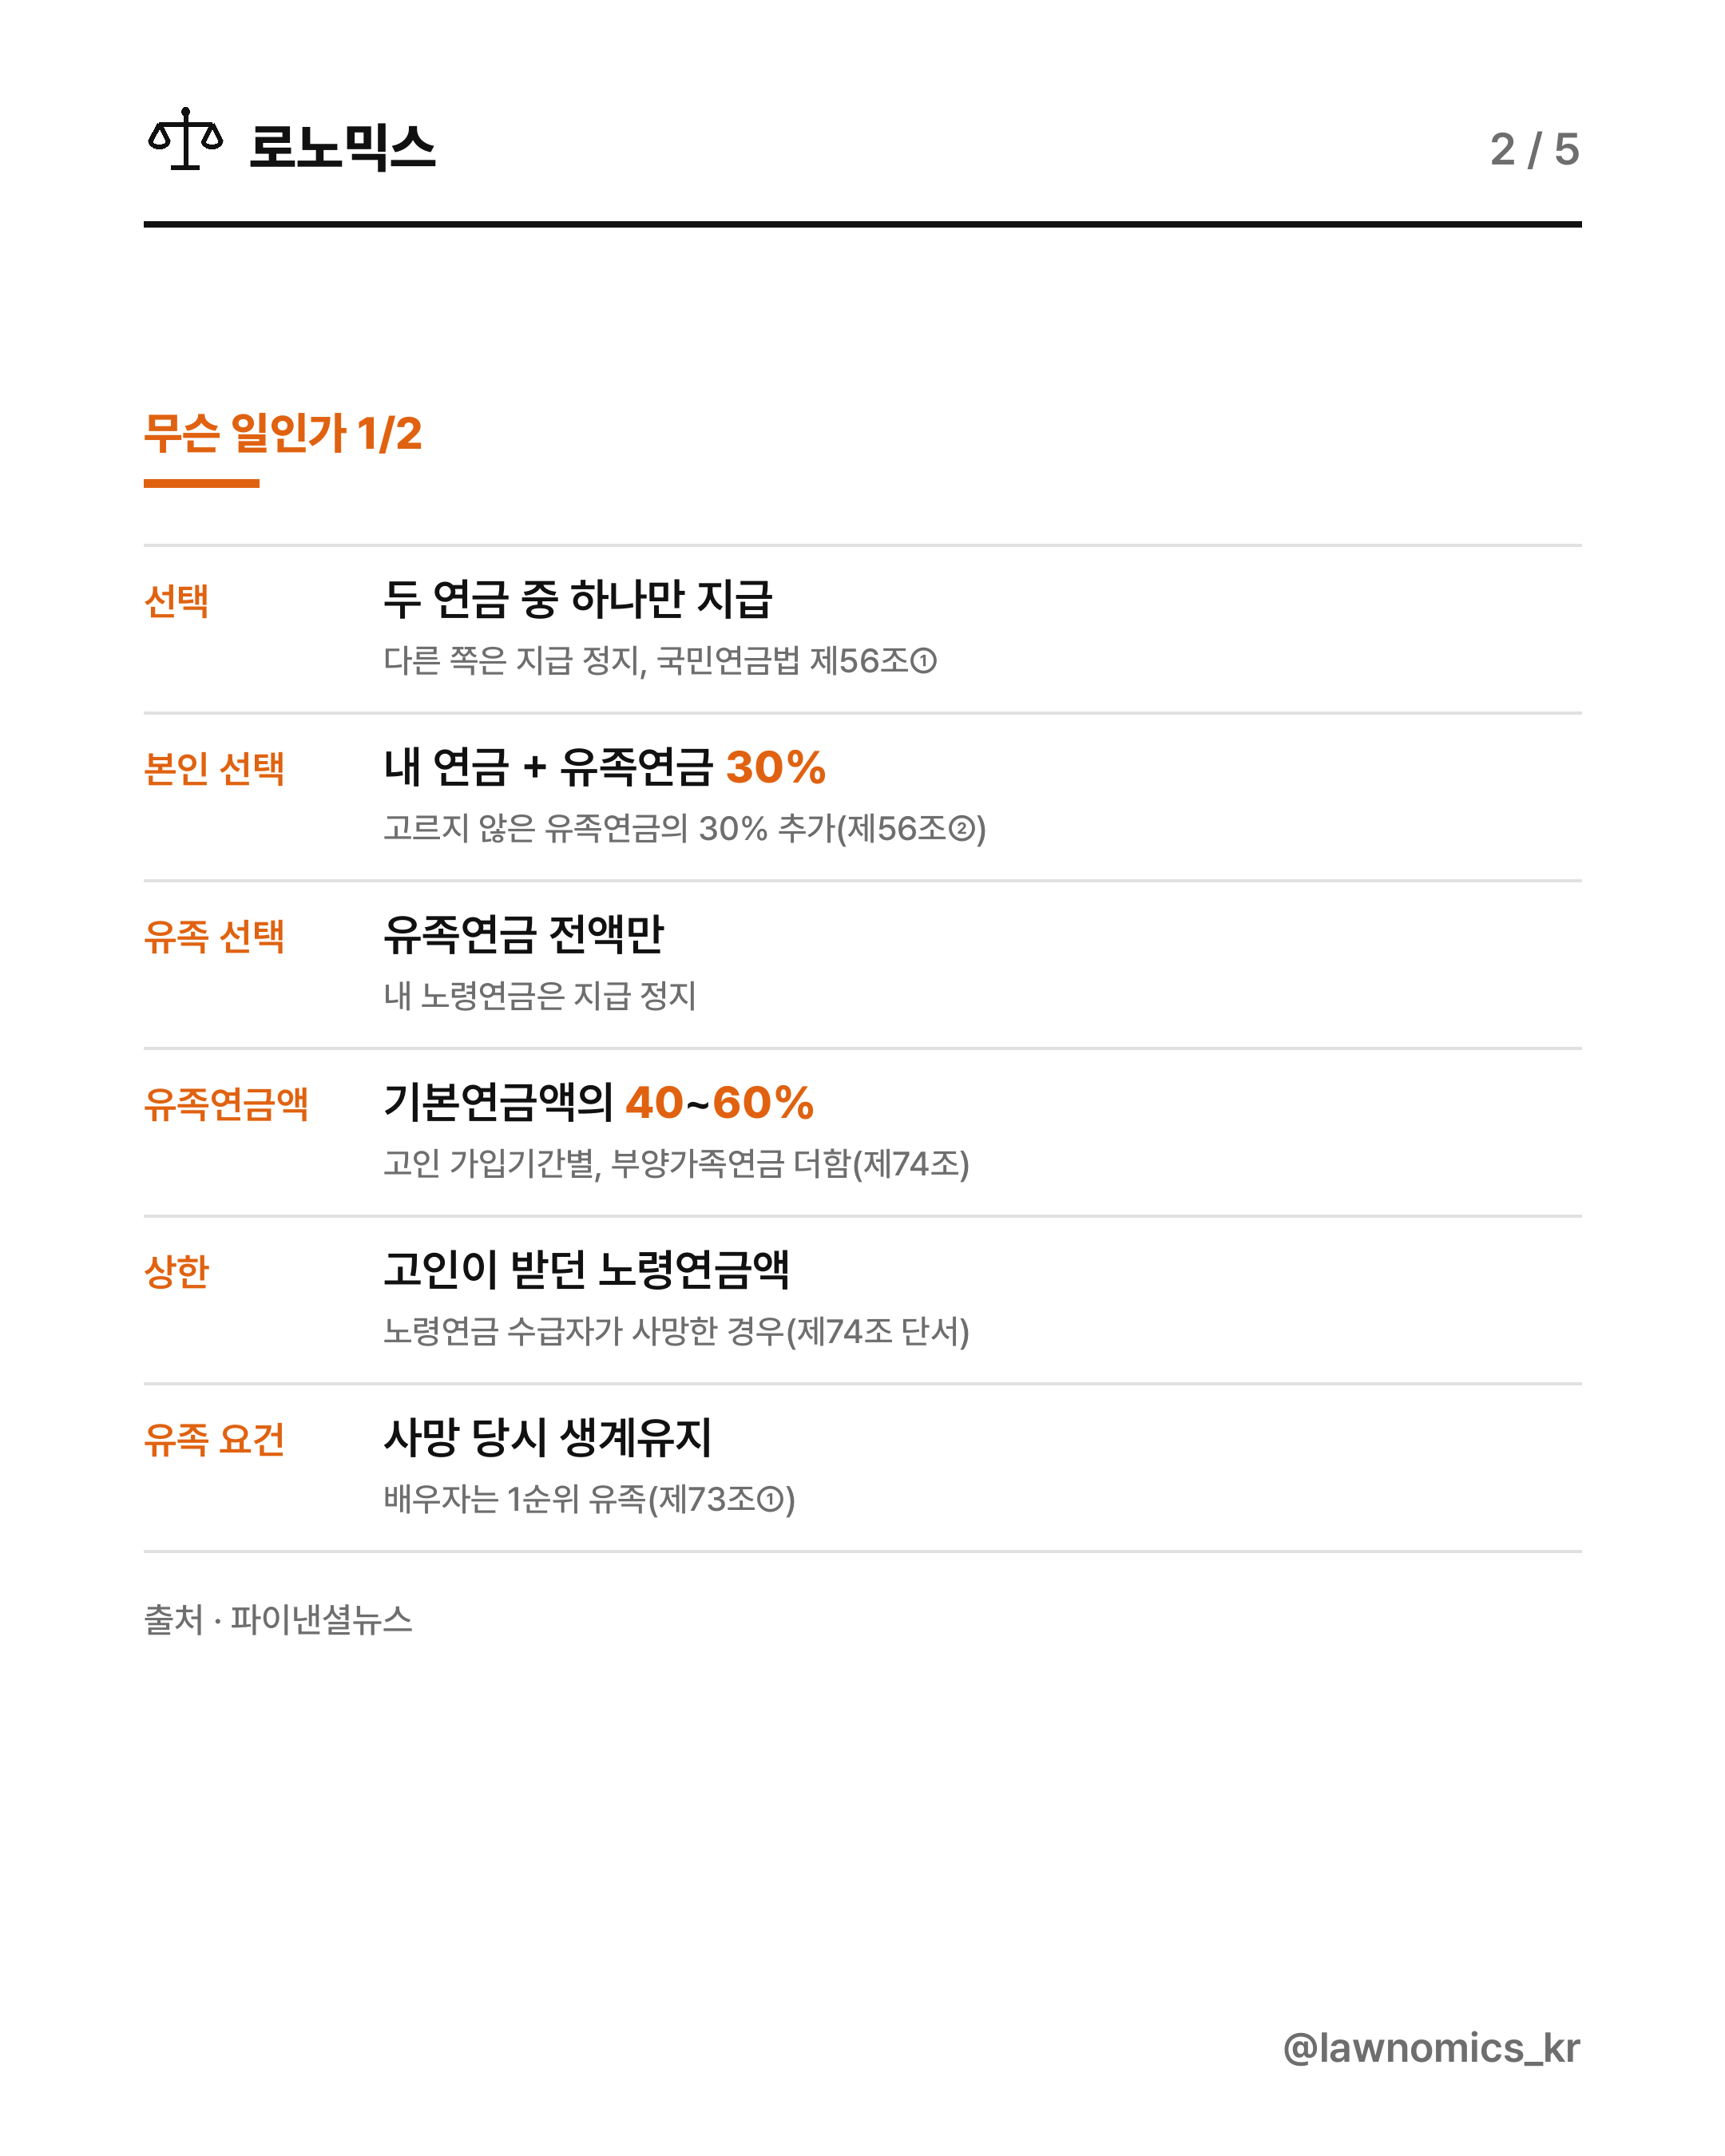 로노믹스
2 / 5
무슨 일인가 1/2
선택
두 연금 중 하나만 지급
다른 쪽은 지급 정지, 국민연금법 제56조①
본인 선택
내 연금 + 유족연금 30%
고르지 않은 유족연금의 30% 추가(제56조②)
유족 선택
유족연금 전액만
내 노령연금은 지급 정지
유족연금액
기본연금액의 40~60%
고인 가입기간별, 부양가족연금 더함(제74조)
상한
고인이 받던 노령연금액
노령연금 수급자가 사망한 경우(제74조 단서)
유족 요건
사망 당시 생계유지
배우자는 1순위 유족(제73조①)
출처 · 파이낸셜뉴스
@lawnomics_kr